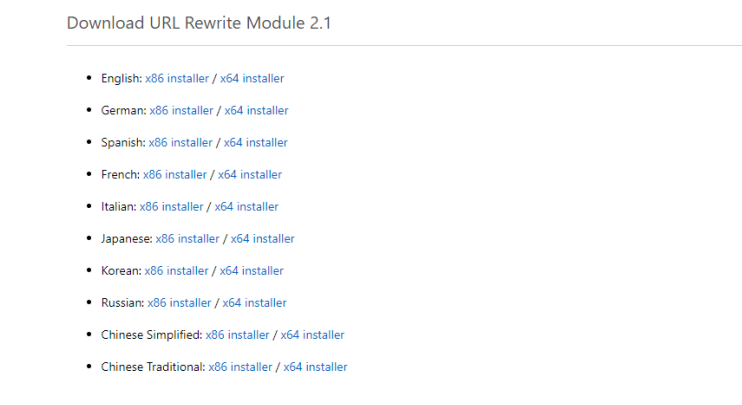 Download URL Rewrite Module 2.1
English: x86 installer / x64 installer
German: x86 installer / x64 installer
Spanish: x86 installer / x64 installer
French: x86 installer / x64 installer
Italian: x86 installer / x64 installer
Japanese: x86 installer / x64 installer
Korean: x86 installer / x64 installer
Russian: x86 installer / x64 installer
Chinese Simplified: x86 installer / x64 installer
Chinese Traditional: x86 installer / x64 installer